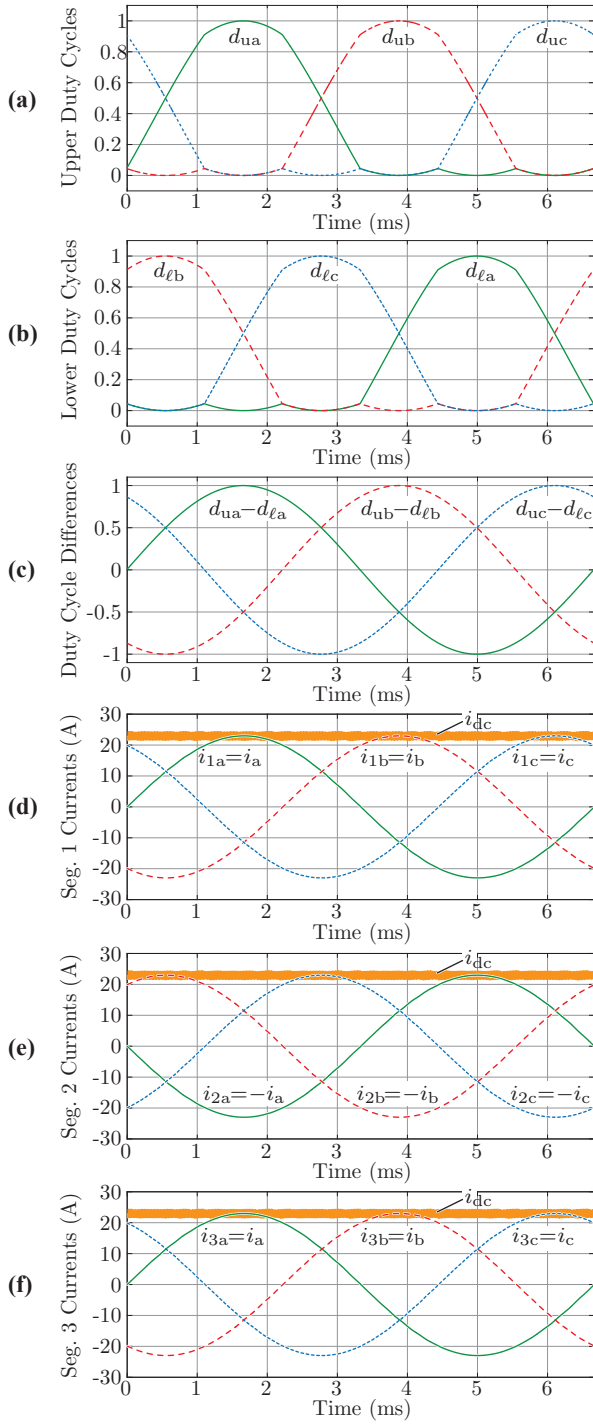 (a)
Upper Duty Cycles
1
0.8
0.6
0.4
0.2
0
d_ua
d_ub
d_uc
0 1 2 3 4 5 6
Time (ms)
(b)
Lower Duty Cycles
1
0.8
0.6
0.4
0.2
0
d_ℓb
d_ℓc
d_ℓa
0 1 2 3 4 5 6
Time (ms)
(c)
Duty Cycle Differences
1
0.5
0
-0.5
-1
d_ua−d_ℓa
d_ub−d_ℓb
d_uc−d_ℓc
0 1 2 3 4 5 6
Time (ms)
(d)
Seg. 1 Currents (A)
30
20
10
0
-10
-20
-30
i_dc
i_1a=i_a
i_1b=i_b
i_1c=i_c
0 1 2 3 4 5 6
Time (ms)
(e)
Seg. 2 Currents (A)
30
20
10
0
-10
-20
-30
i_dc
i_2a=−i_a
i_2b=−i_b
i_2c=−i_c
0 1 2 3 4 5 6
Time (ms)
(f)
Seg. 3 Currents (A)
30
20
10
0
-10
-20
-30
i_dc
i_3a=i_a
i_3b=i_b
i_3c=i_c
0 1 2 3 4 5 6
Time (ms)